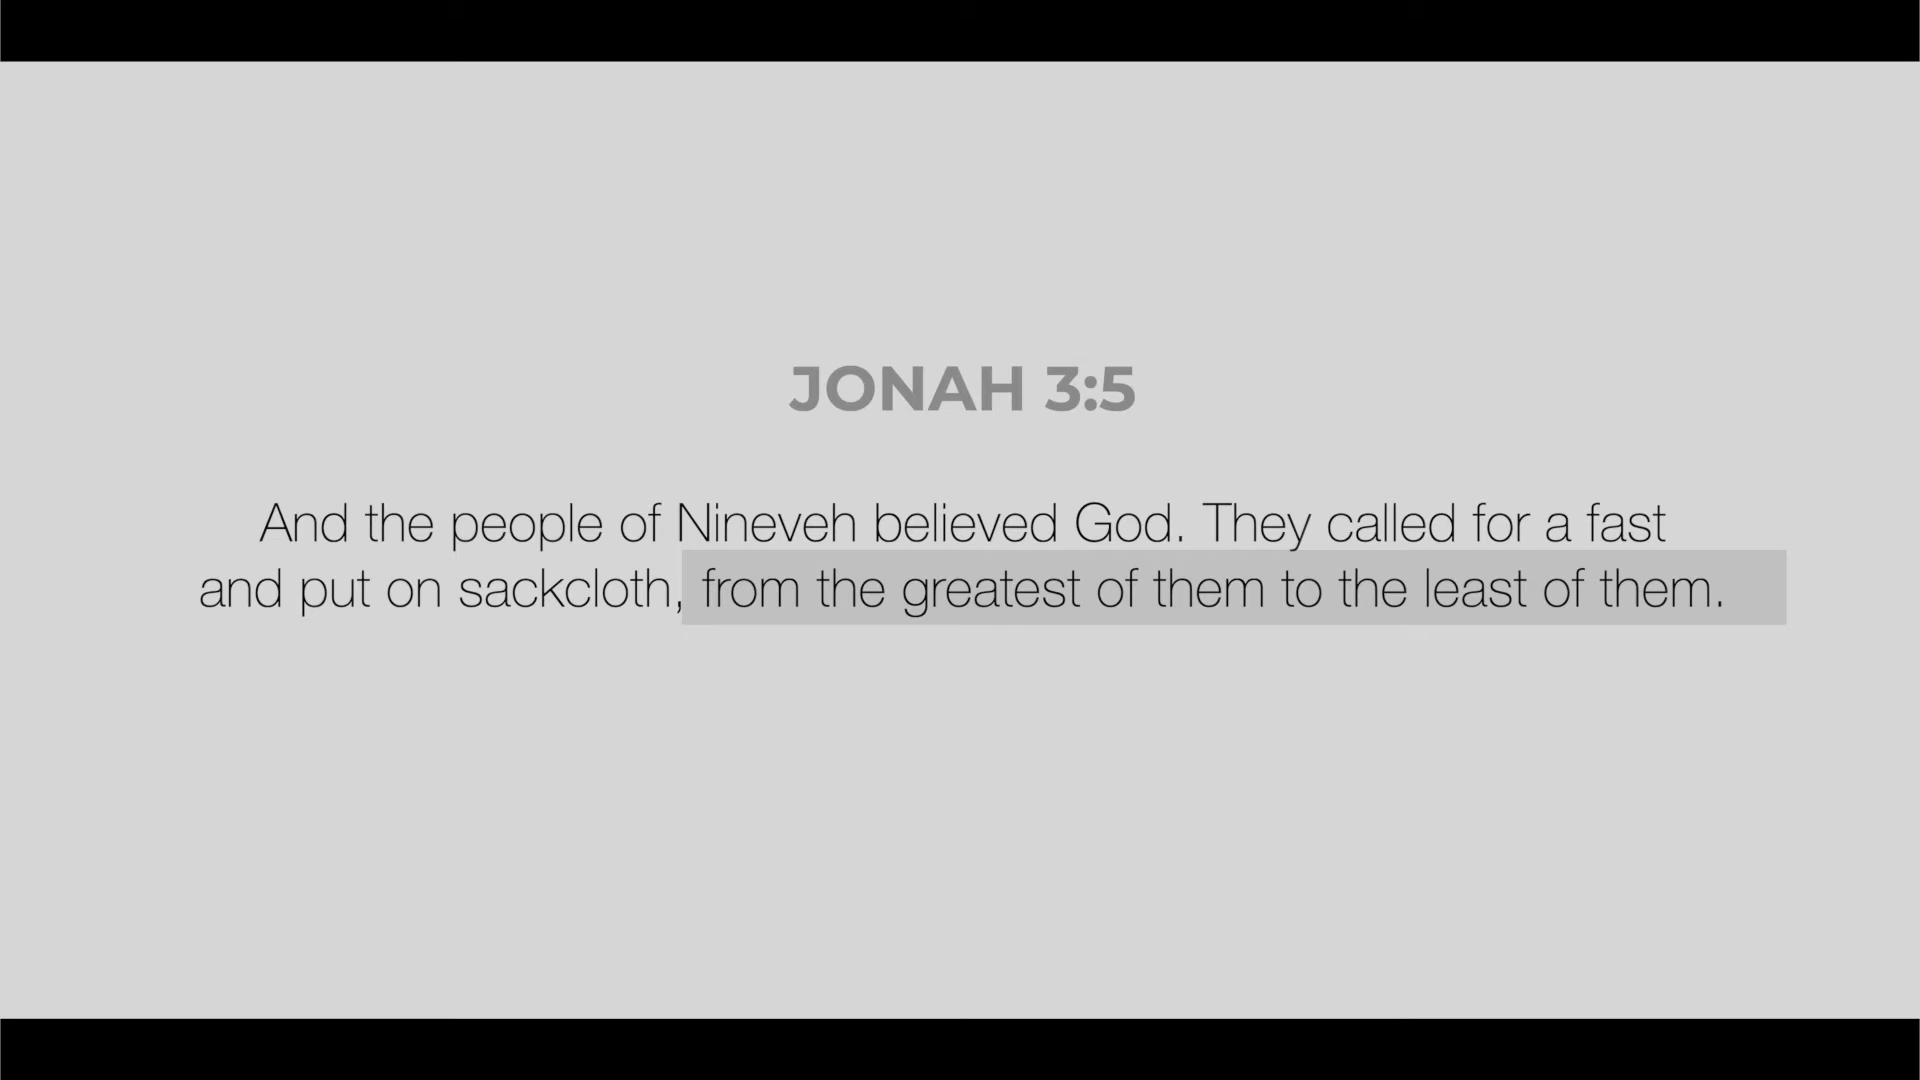 JONAH 3:5
And the people of Nineveh believed God. They called for a fast
and put on sackcloth, from the greatest of them to the least of them.